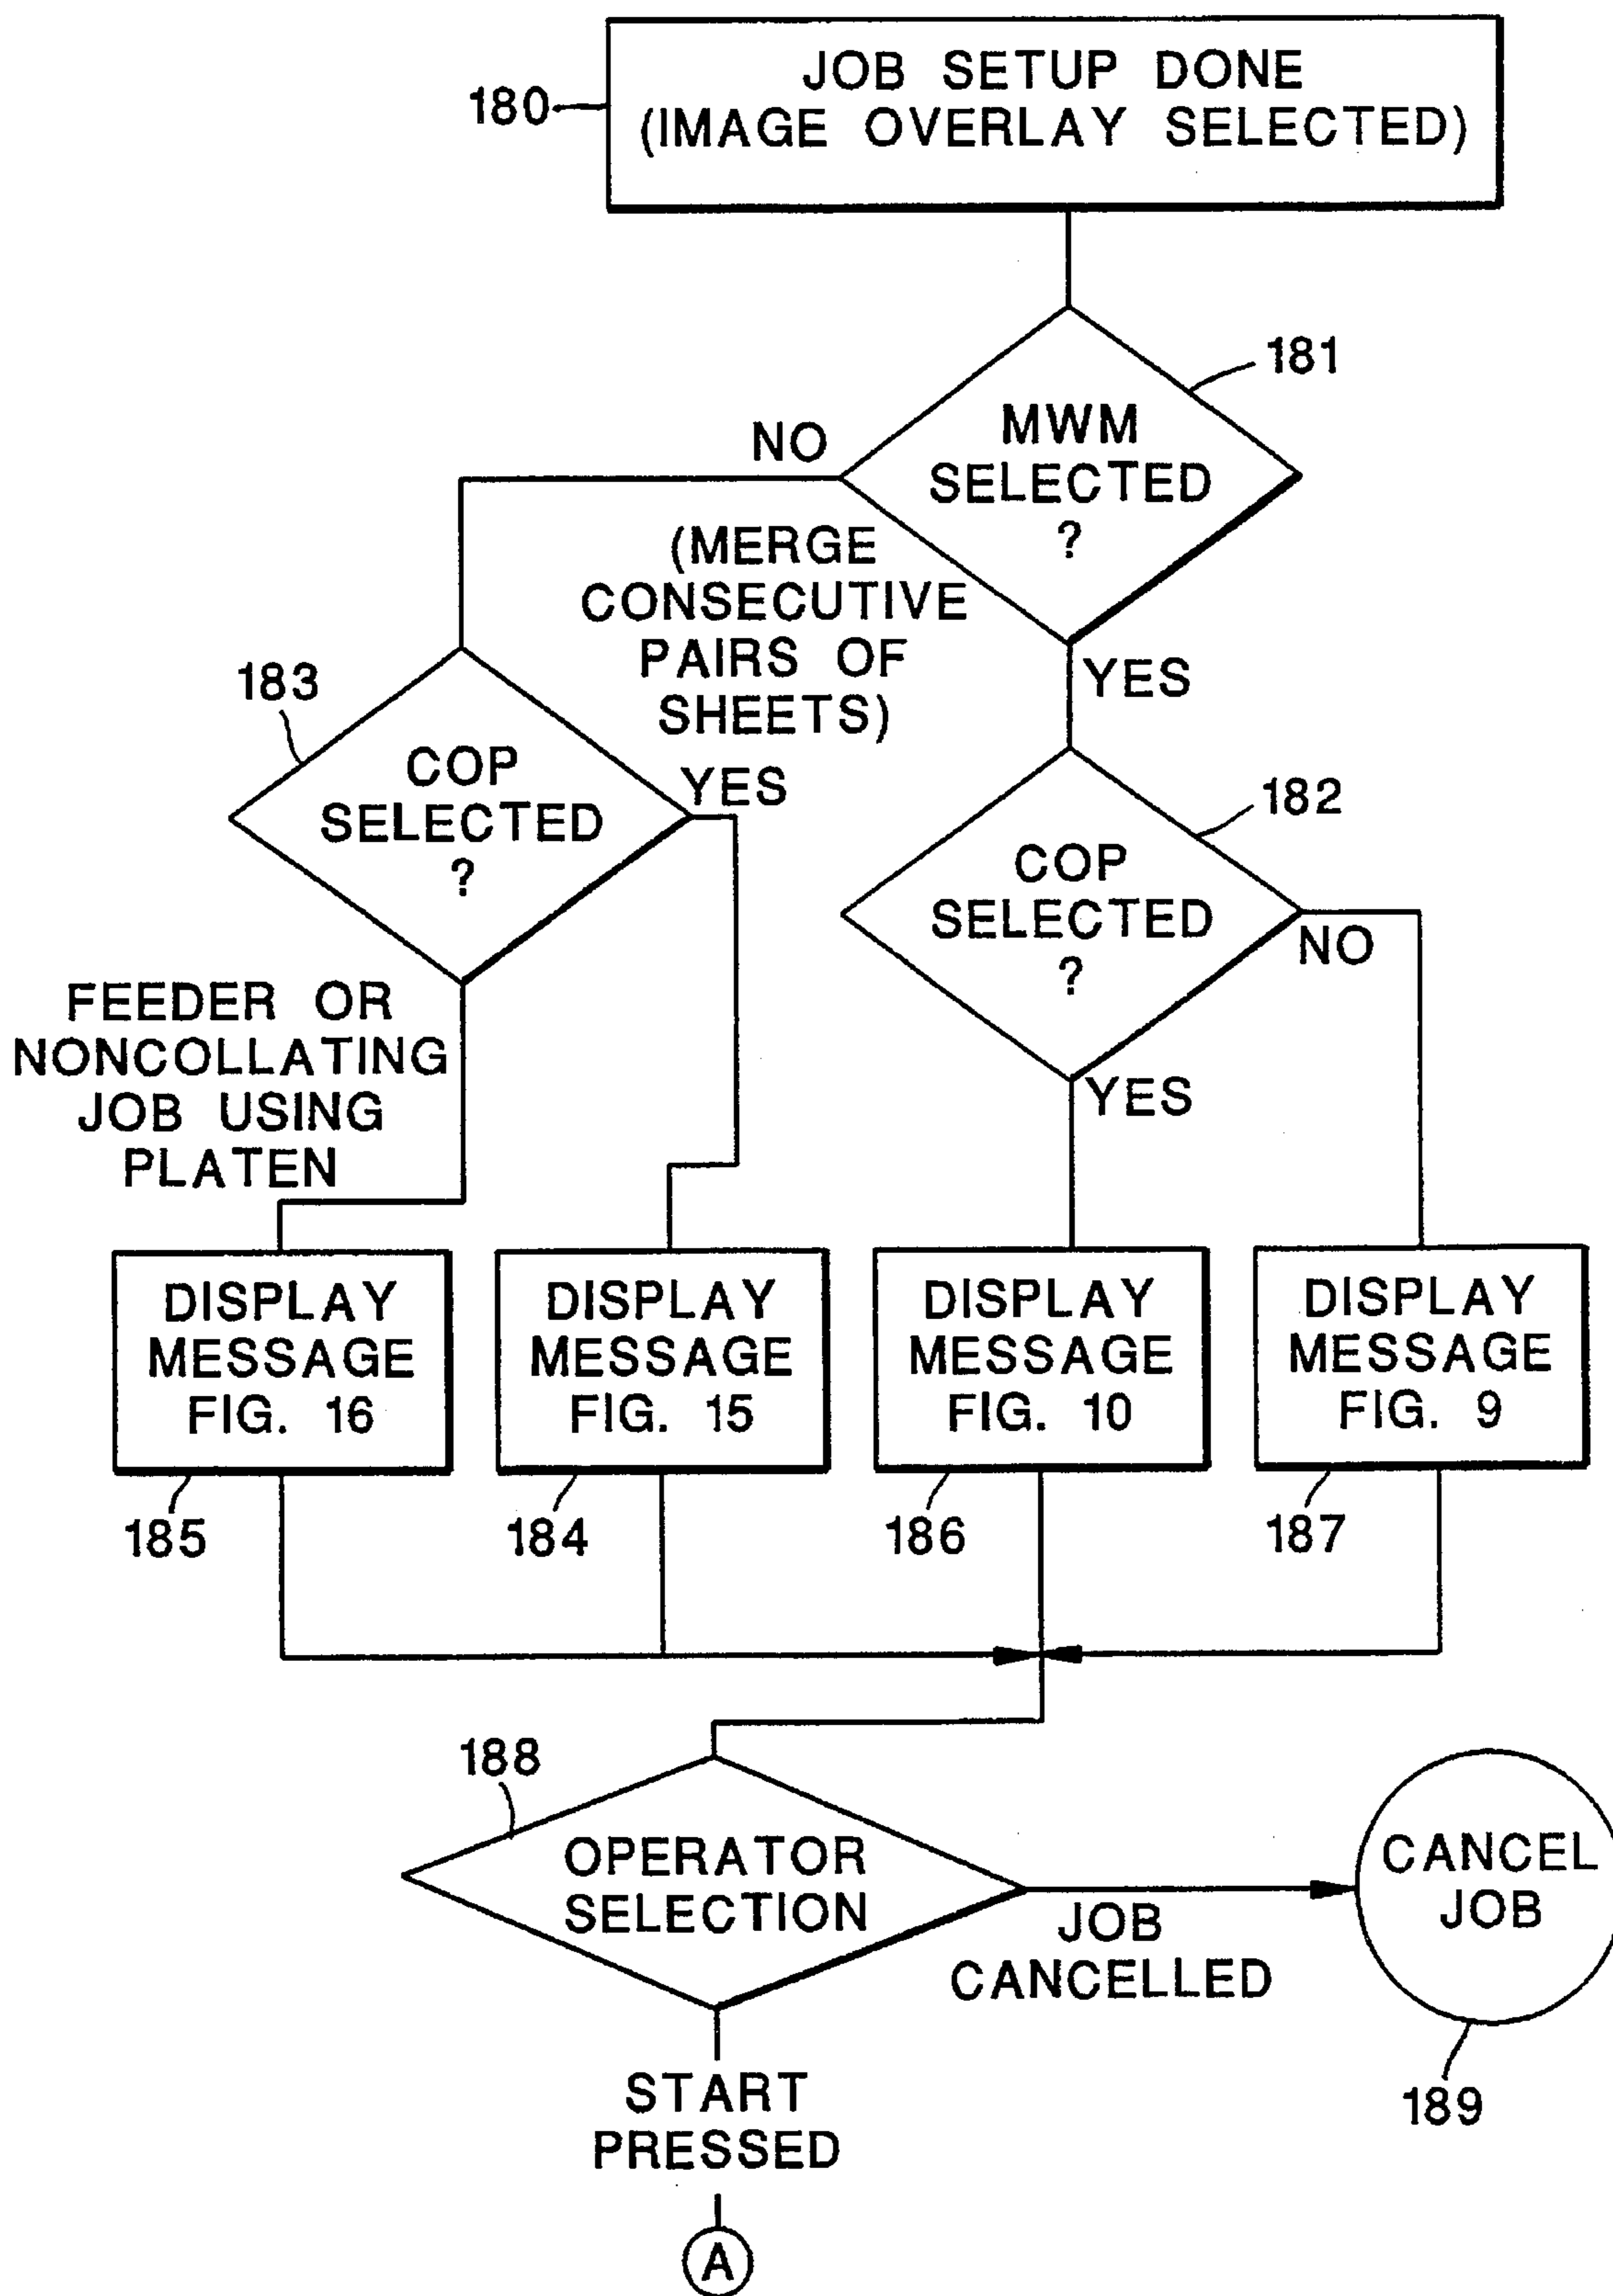 JOB SETUP DONE
(IMAGE OVERLAY SELECTED)
180
181
MWM
SELECTED
?
NO
(MERGE
CONSECUTIVE
PAIRS OF
SHEETS)
YES
183
COP
SELECTED
?
YES
182
COP
SELECTED
?
NO
YES
FEEDER OR
NONCOLLATING
JOB USING
PLATEN
DISPLAY
MESSAGE
FIG. 16
185
DISPLAY
MESSAGE
FIG. 15
184
DISPLAY
MESSAGE
FIG. 10
186
DISPLAY
MESSAGE
FIG. 9
187
188
OPERATOR
SELECTION
JOB
CANCELLED
CANCEL
JOB
189
START
PRESSED
A